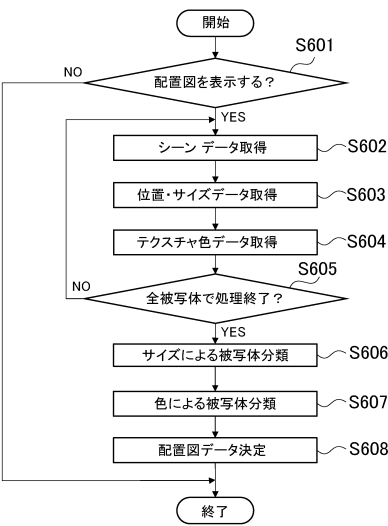 開始
S601
配置図を表示する？
NO
YES
シーン データ取得
S602
位置・サイズデータ取得
S603
テクスチャ色データ取得
S604
S605
全被写体で処理終了？
NO
YES
サイズによる被写体分類
S606
色による被写体分類
S607
配置図データ決定
S608
終了